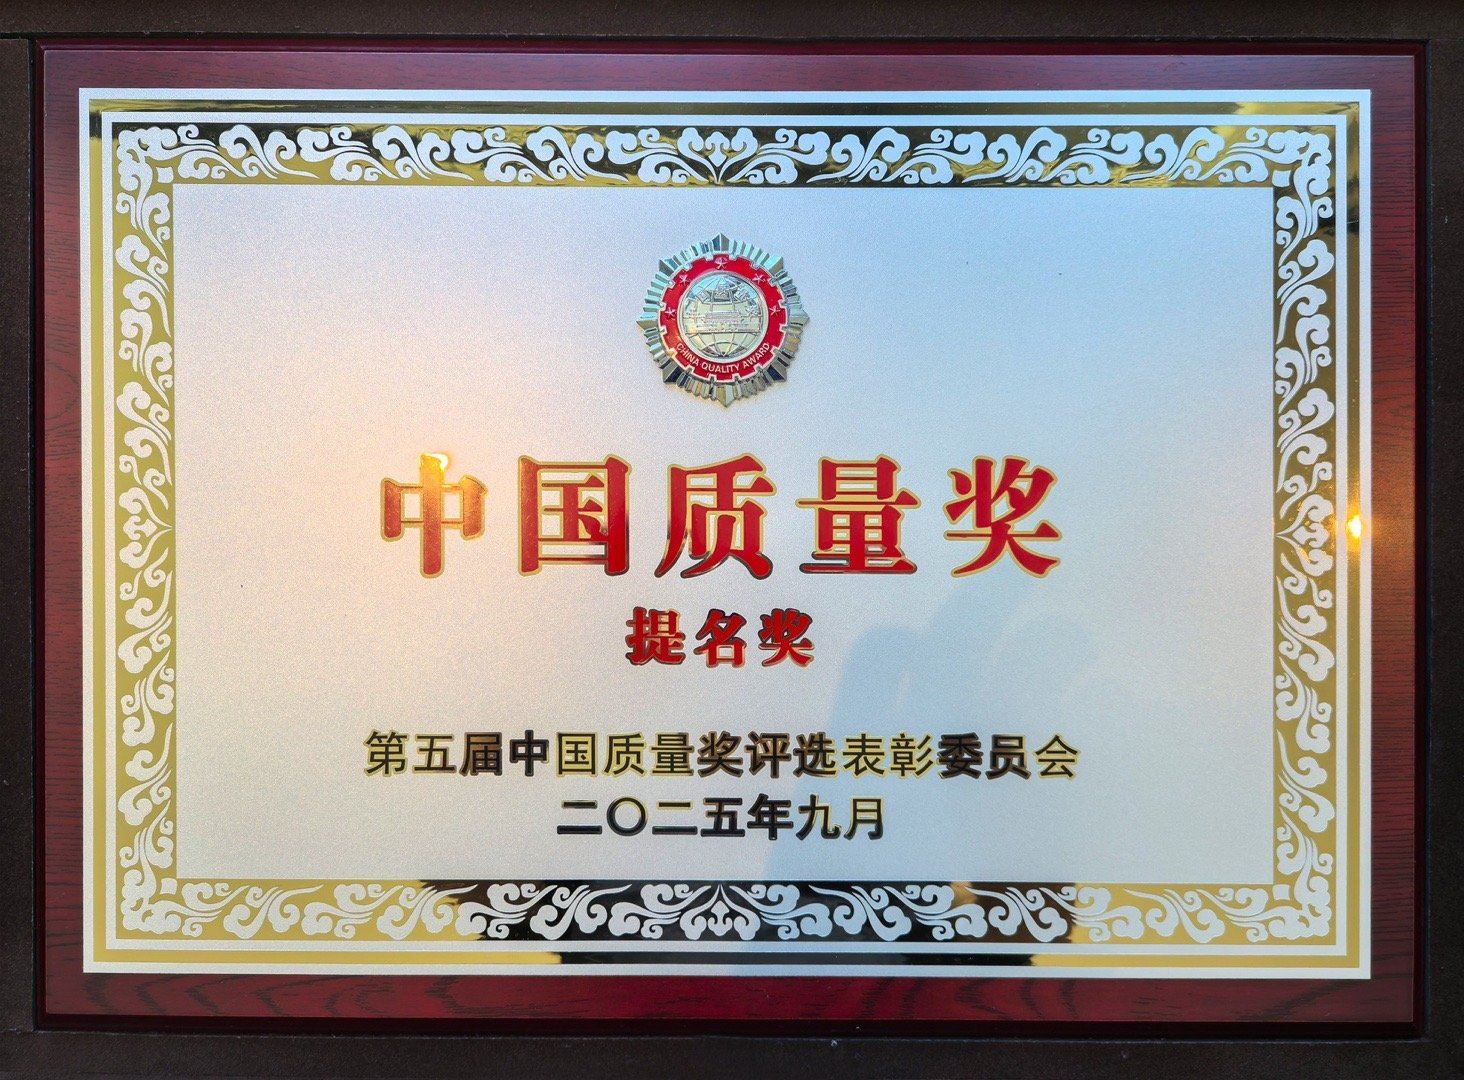 CHINA QUALITY AWARD
中国质量奖
提名奖
第五届中国质量奖评选表彰委员会
二〇二五年九月